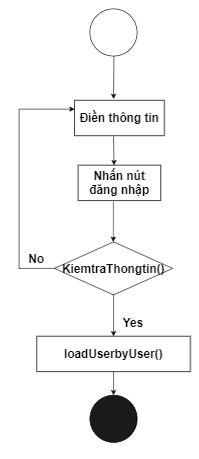 Điền thông tin
Nhấn nút
đăng nhập
KiemtraThongtin()
No
Yes
loadUserbyUser()